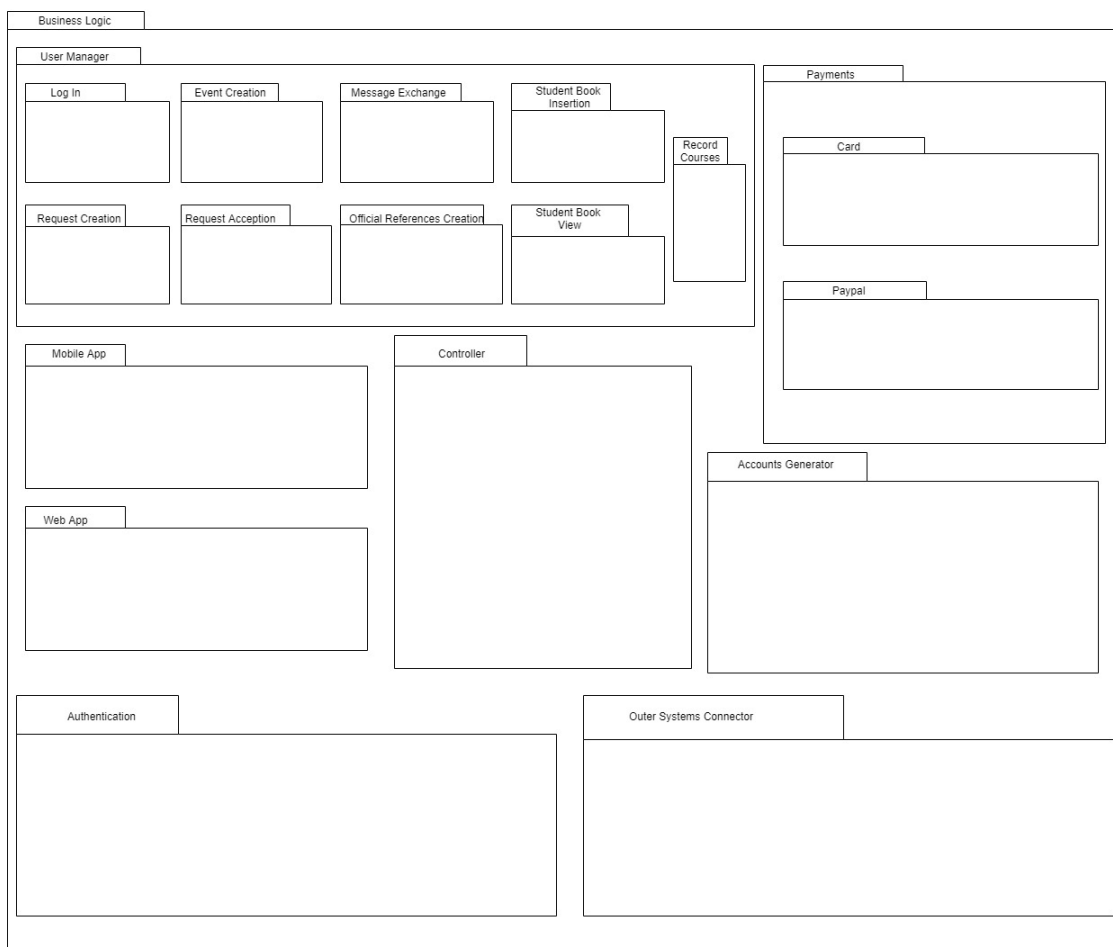 Business Logic
User Manager
Payments
Log In
Event Creation
Message Exchange
Student Book
Insertion
Record
Courses
Card
Request Creation
Request Acception
Official References Creation
Student Book
View
Paypal
Mobile App
Controller
Accounts Generator
Web App
Authentication
Outer Systems Connector